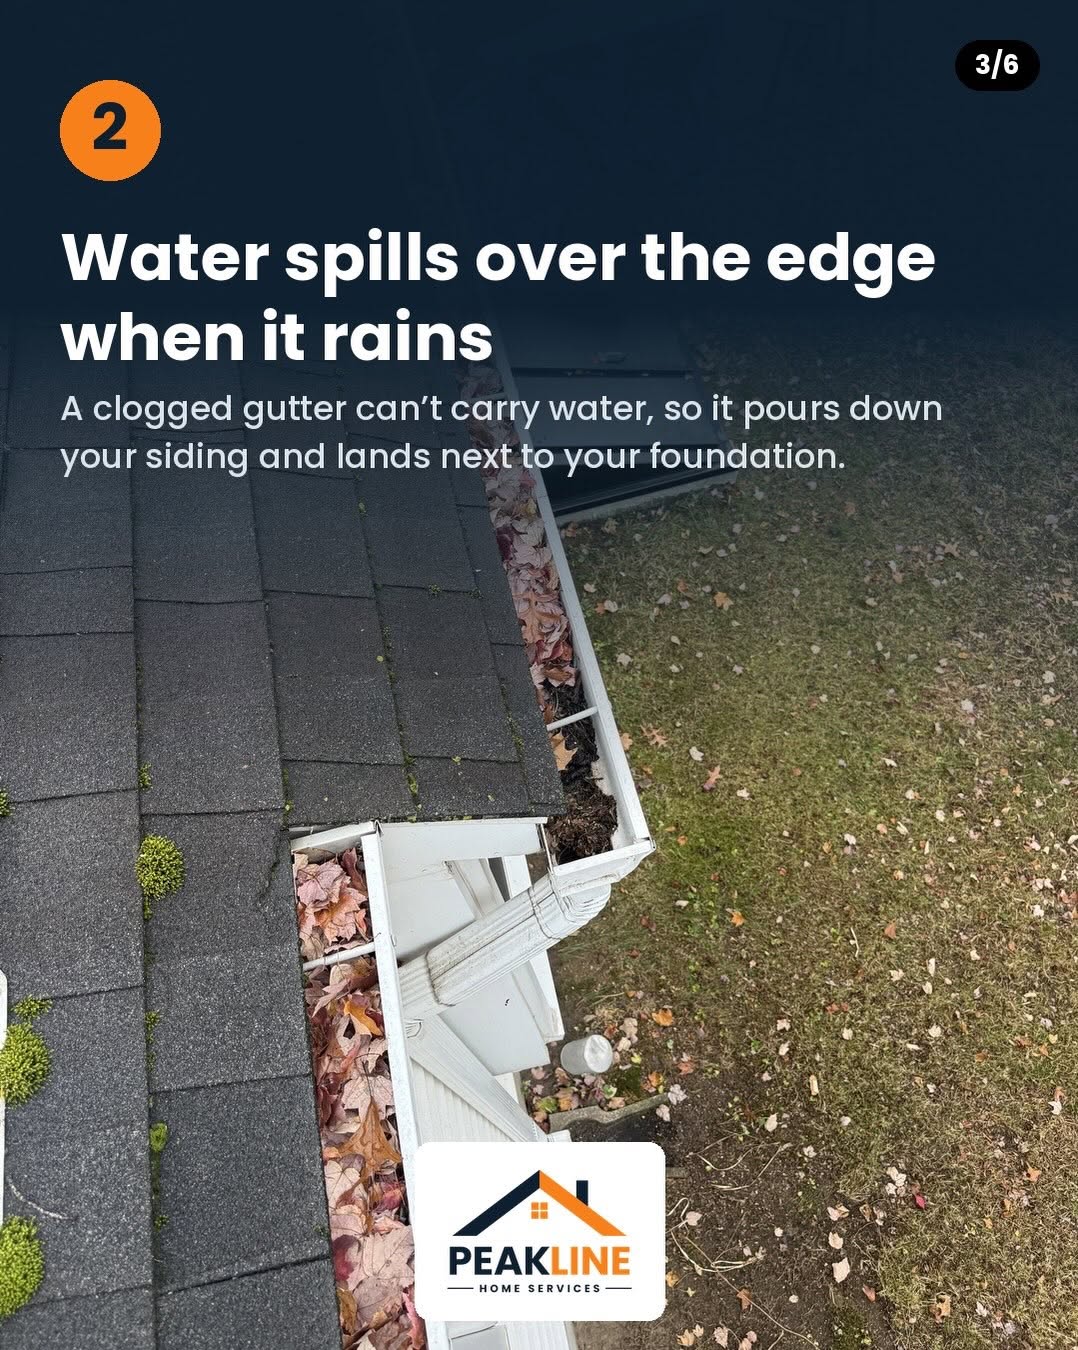 3/6
2
Water spills over the edge
when it rains
A clogged gutter can’t carry water, so it pours down
your siding and lands next to your foundation.
PEAKLINE
HOME SERVICES